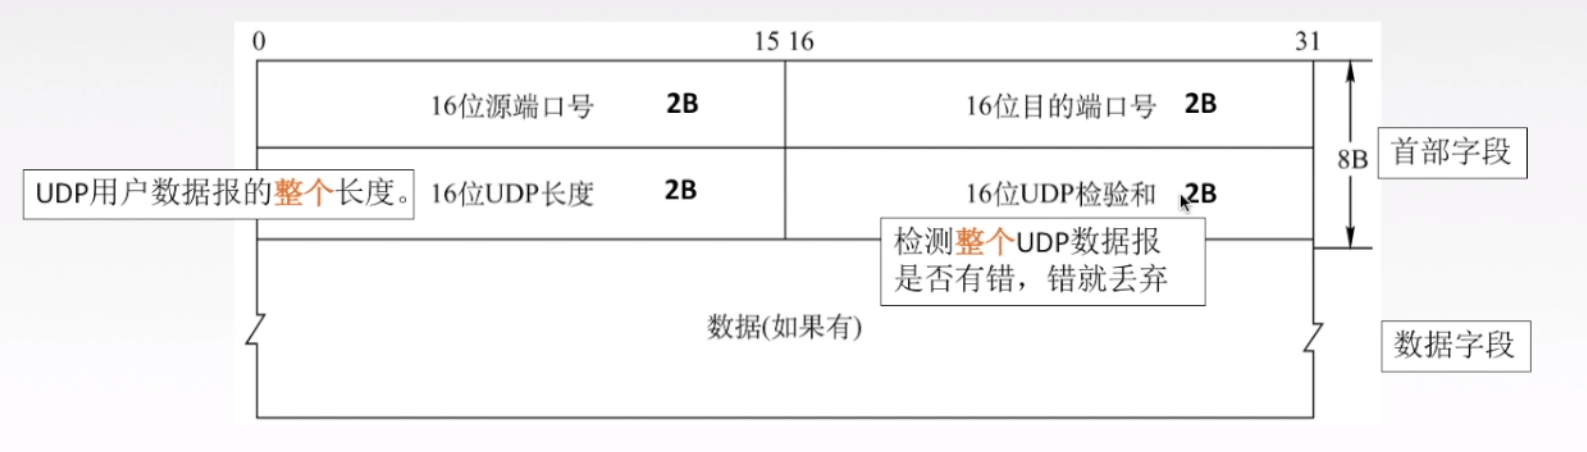 0
15 16
31
16位源端口号 2B
16位目的端口号 2B
8B
首部字段
UDP用户数据报的整个长度。
16位UDP长度 2B
16位UDP检验和 2B
检测整个UDP数据报
是否有错，错就丢弃
数据(如果有)
数据字段